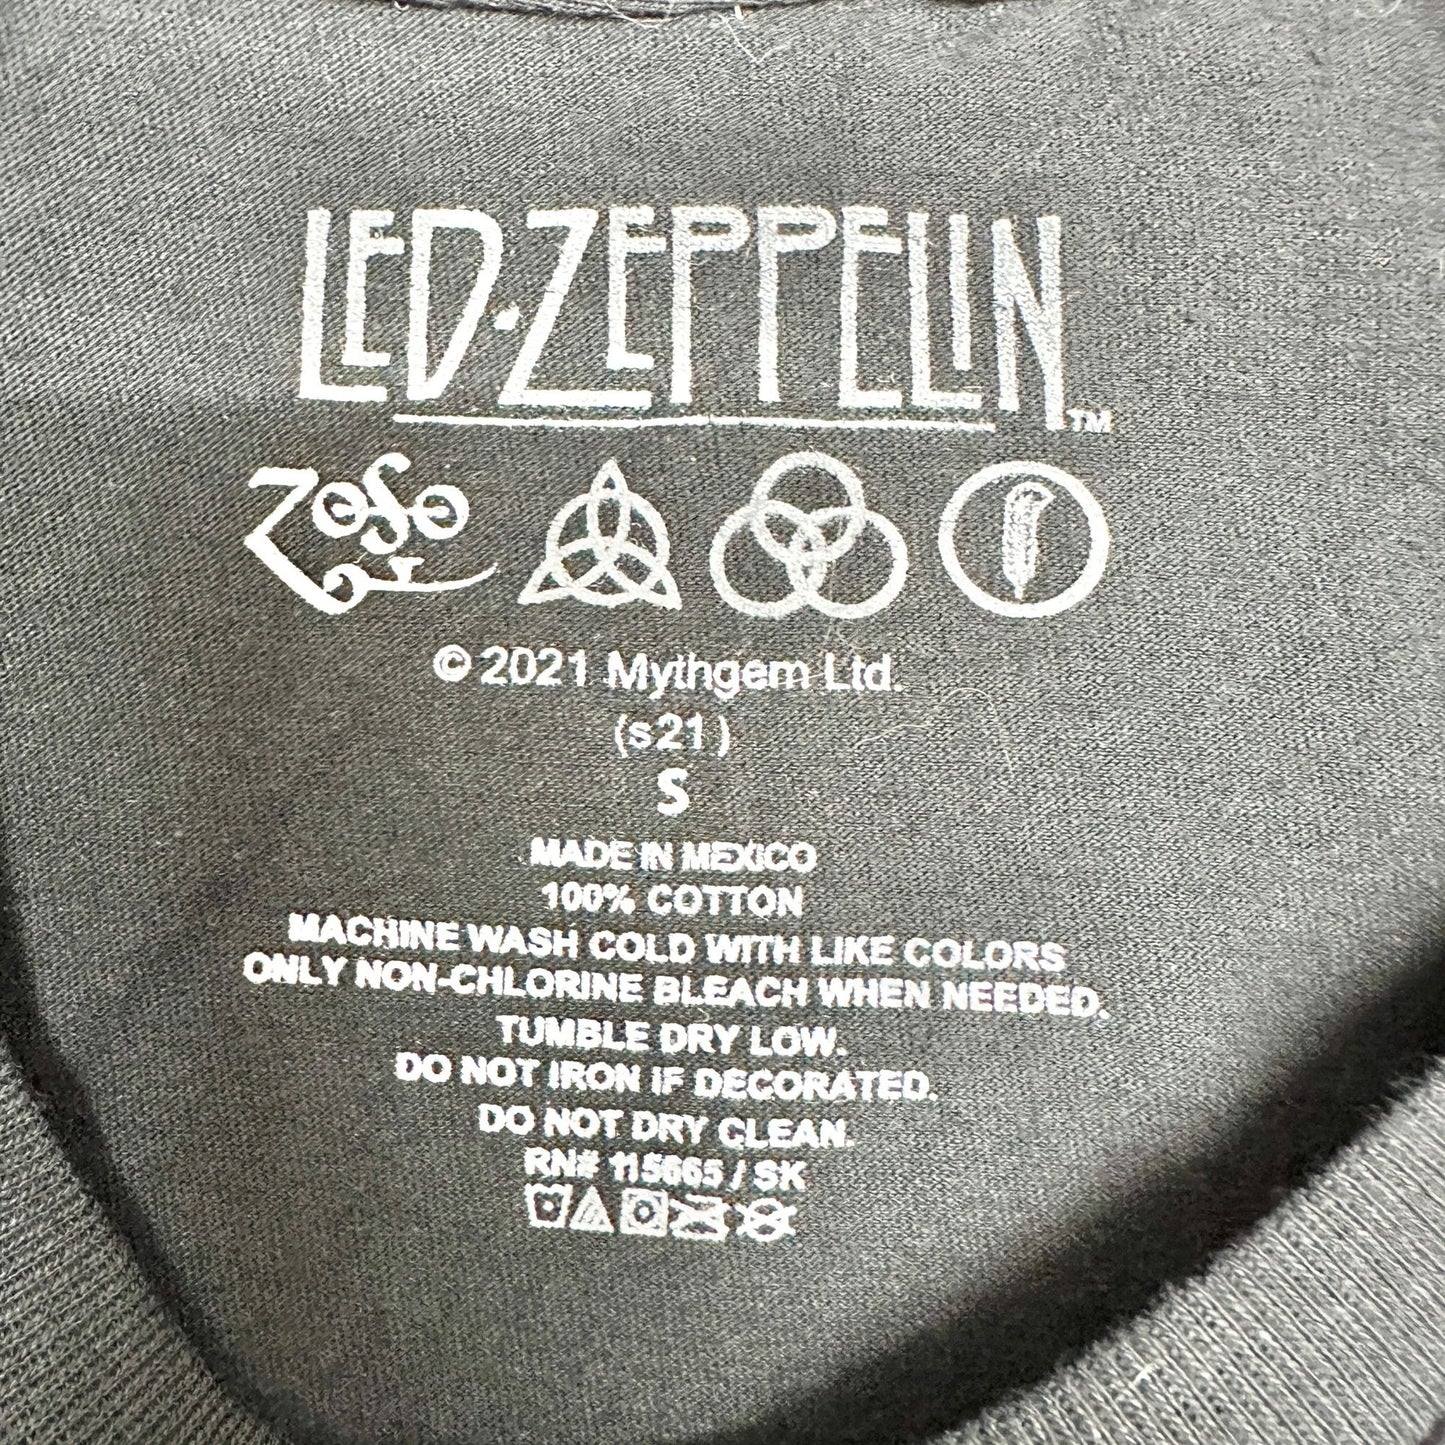 LED·ZEPPELIN™
ZOSO
© 2021 Mythgem Ltd.
(s21)
S
MADE IN MEXICO
100% COTTON
MACHINE WASH COLD WITH LIKE COLORS
ONLY NON-CHLORINE BLEACH WHEN NEEDED.
TUMBLE DRY LOW.
DO NOT IRON IF DECORATED.
DO NOT DRY CLEAN.
RN# 115665 / SK